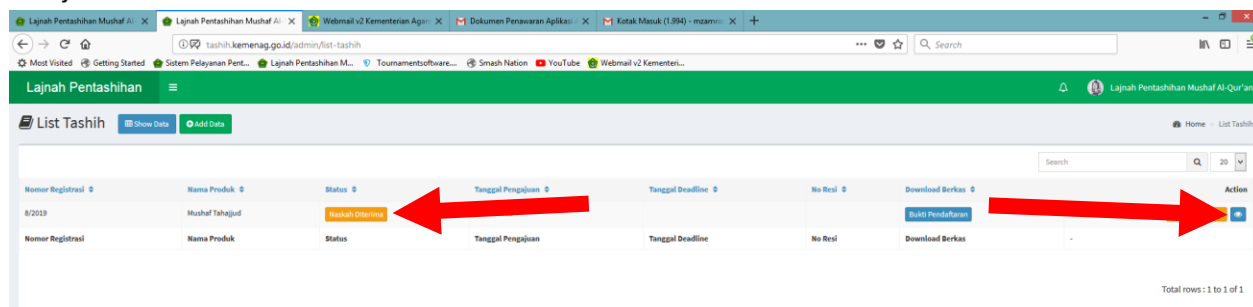 Lajnah Pentashihan Mushaf Al-
Lajnah Pentashihan Mushaf Al-
Webmail v2 Kementerian Agam
Dokumen Penawaran Aplikasi
Kotak Masuk (1.994) - mzamro
tashih.kemenag.go.id/admin/list-tashih
Search
Most Visited Getting Started Sistem Pelayanan Pent... Lajnah Pentashihan M... Tournamentsoftware.... Smash Nation YouTube Webmail v2 Kementeri...
Lajnah Pentashihan
Lajnah Pentashihan Mushaf Al-Qur'an
List Tashih Show Data Add Data
Home List Tashih
Search 20
Nomor Registrasi Nama Produk Status Tanggal Pengajuan Tanggal Deadline No Resi Download Berkas Action
8/2019 Mushaf Tahajjud Naskah Diterima Bukti Pendaftaran
Nomor Registrasi Nama Produk Status Tanggal Pengajuan Tanggal Deadline No Resi Download Berkas -
Total rows : 1 to 1 of 1